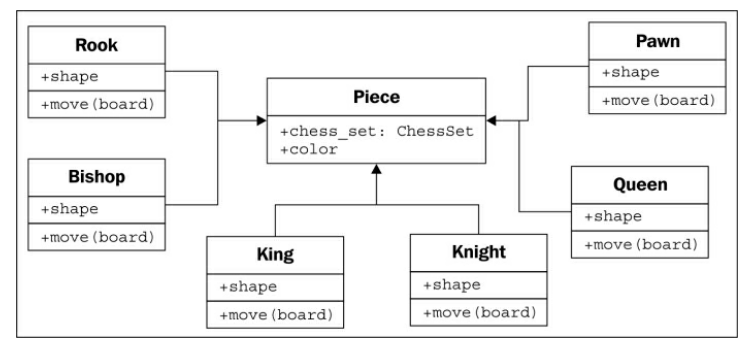 Rook
+shape
+move(board)
Pawn
+shape
+move(board)
Piece
+chess_set: ChessSet
+color
Bishop
+shape
+move(board)
Queen
+shape
+move(board)
King
+shape
+move(board)
Knight
+shape
+move(board)